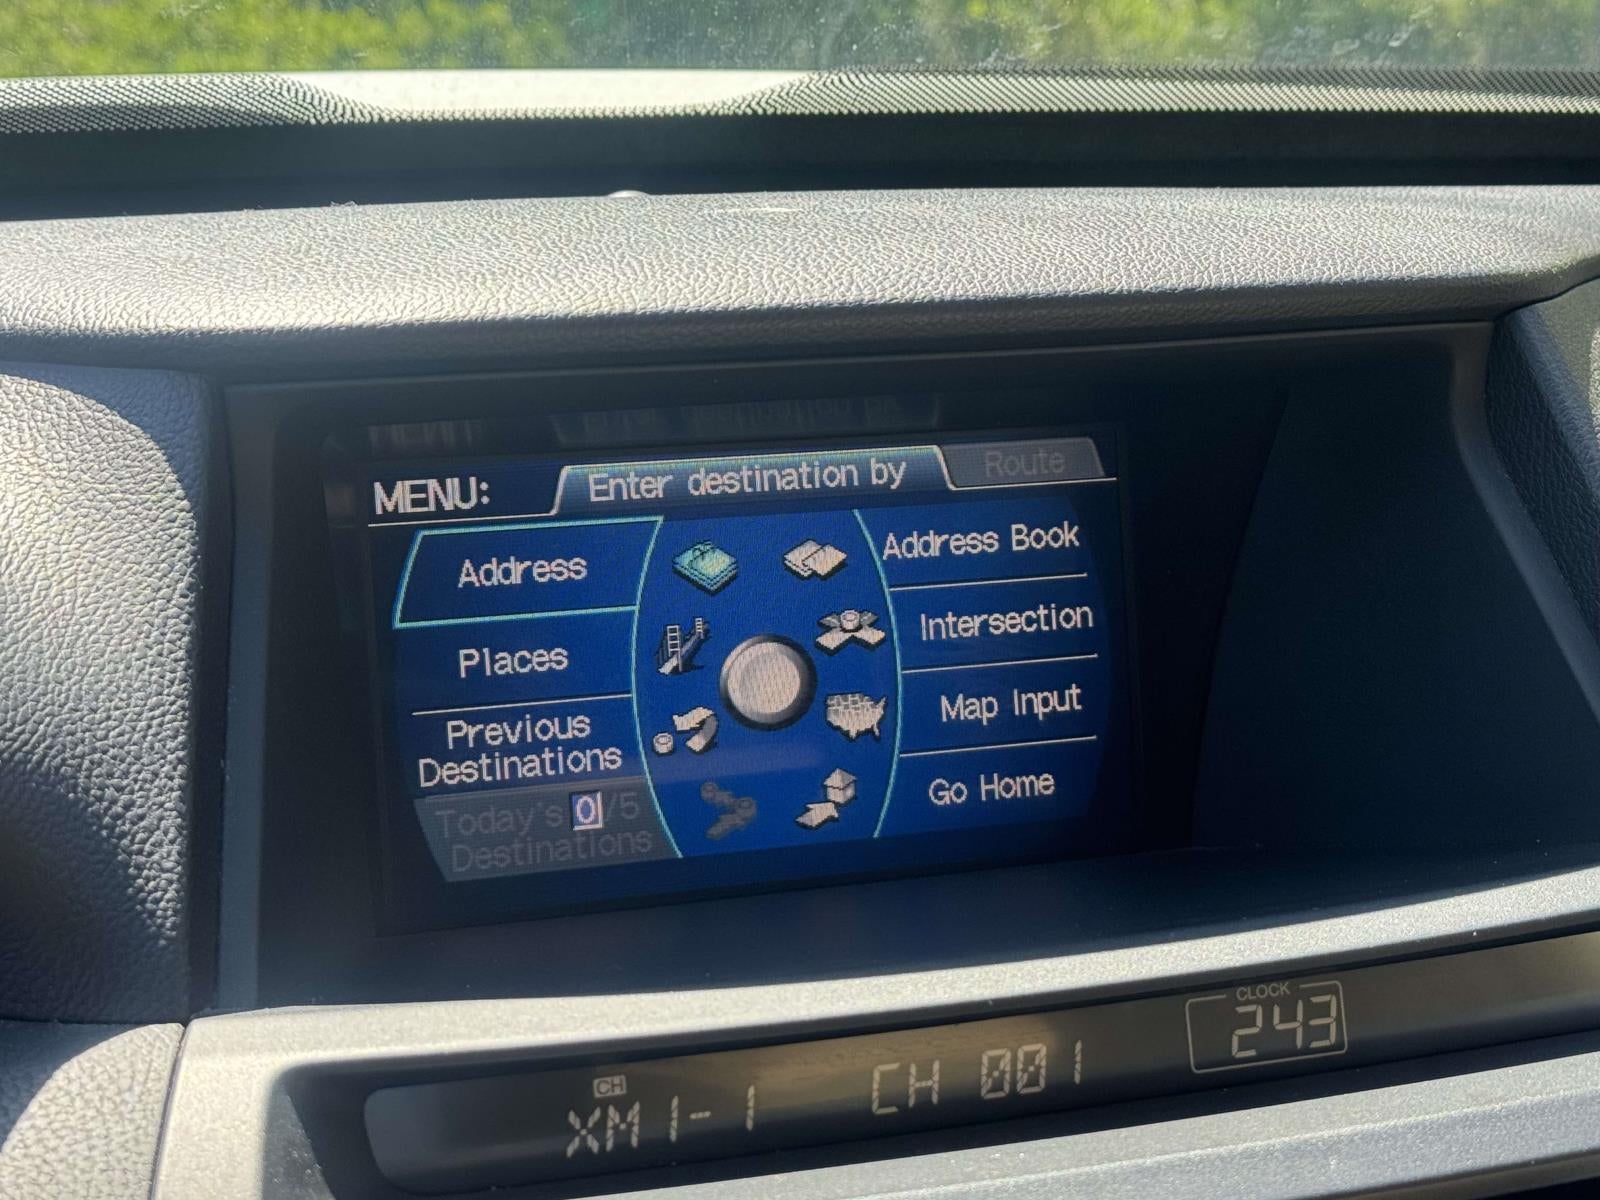 MENU:
Enter destination by
Route
Address
Address Book
Places
Intersection
Previous
Destinations
Map Input
Today's 0/5
Destinations
Go Home
CLOCK
243
CH
XM1-1
CH 001